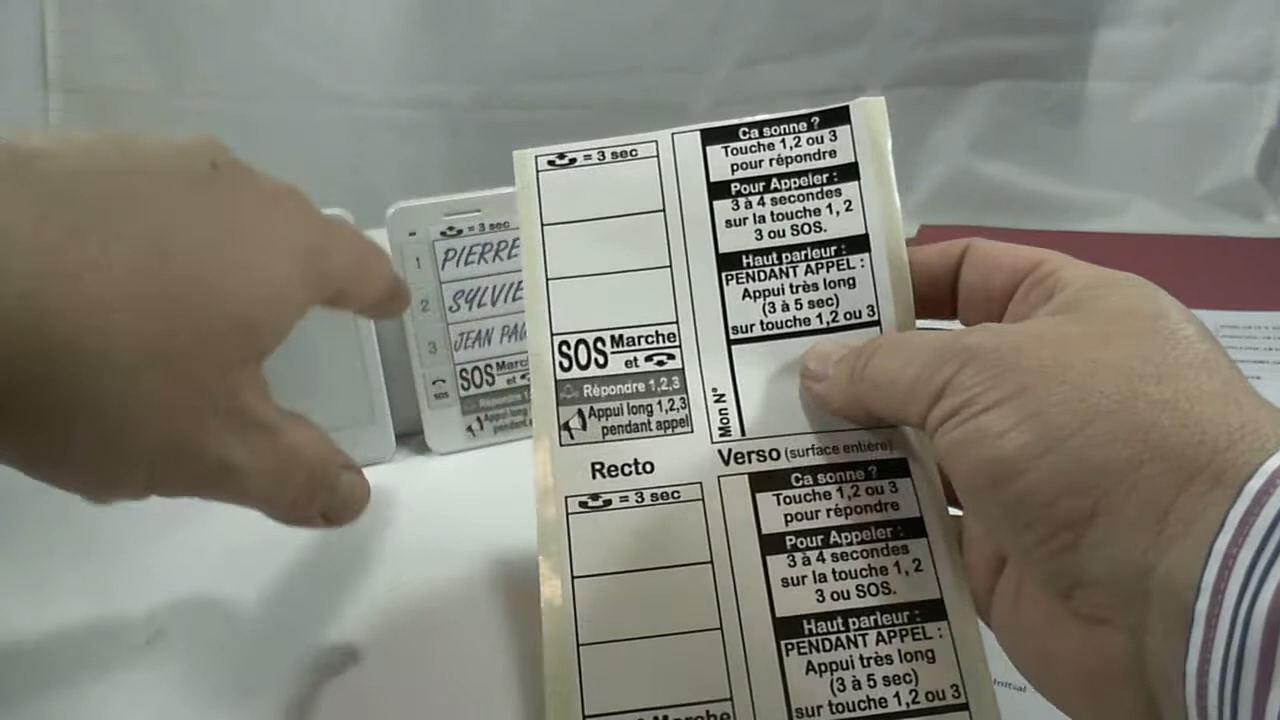 = 3 sec
1 PIERRE
2 SYLVIE
3
SOS
SOS
= 3 sec
SOS Marche
et
Répondre 1,2,3
Appui long 1,2,3
pendant appel
Recto
Ca sonne ?
Touche 1,2 ou 3
pour répondre
Pour Appeler :
3 à 4 secondes
sur la touche 1, 2
3 ou SOS.
Haut parleur :
PENDANT APPEL :
Appui très long
(3 à 5 sec)
sur touche 1,2 ou 3
Mon N°
Verso (surface entière)
= 3 sec
Marche
Ca sonne ?
Touche 1,2 ou 3
pour répondre
Pour Appeler :
3 à 4 secondes
sur la touche 1, 2
3 ou SOS.
Haut parleur :
PENDANT APPEL :
Appui très long
(3 à 5 sec)
sur touche 1,2 ou 3
Initial